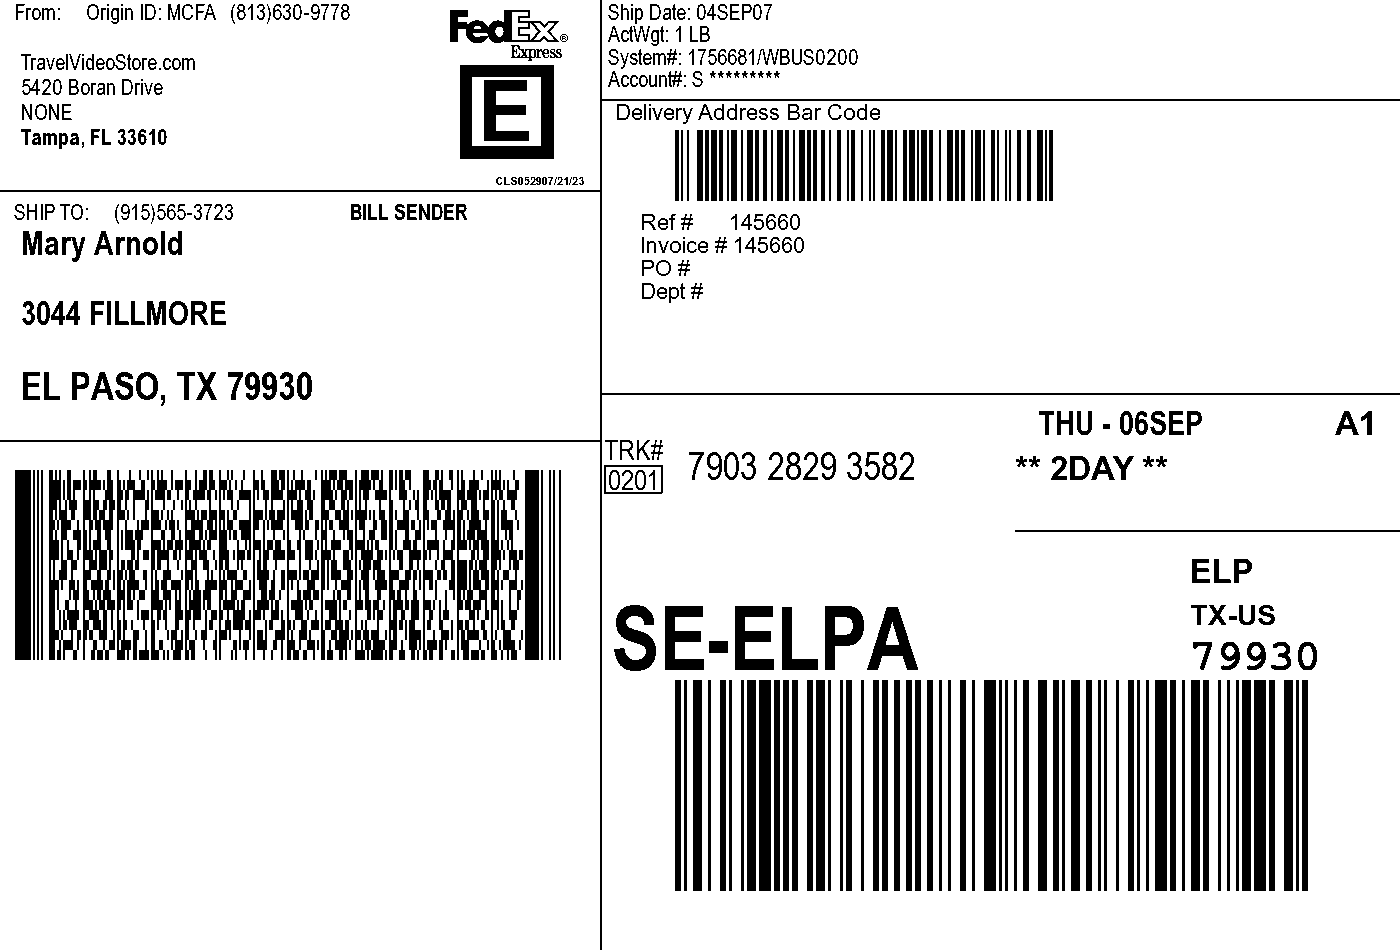 From: Origin ID: MCFA (813)630-9778
TravelVideoStore.com
5420 Boran Drive
NONE
Tampa, FL 33610
FedEx®
Express
E
CLS052907/21/23
Ship Date: 04SEP07
ActWgt: 1 LB
System#: 1756681/WBUS0200
Account#: S *********
Delivery Address Bar Code
Ref # 145660
Invoice # 145660
PO #
Dept #
SHIP TO: (915)565-3723 BILL SENDER
Mary Arnold
3044 FILLMORE
EL PASO, TX 79930
THU - 06SEP A1
** 2DAY **
TRK#
0201
7903 2829 3582
ELP
TX-US
79930
SE-ELPA